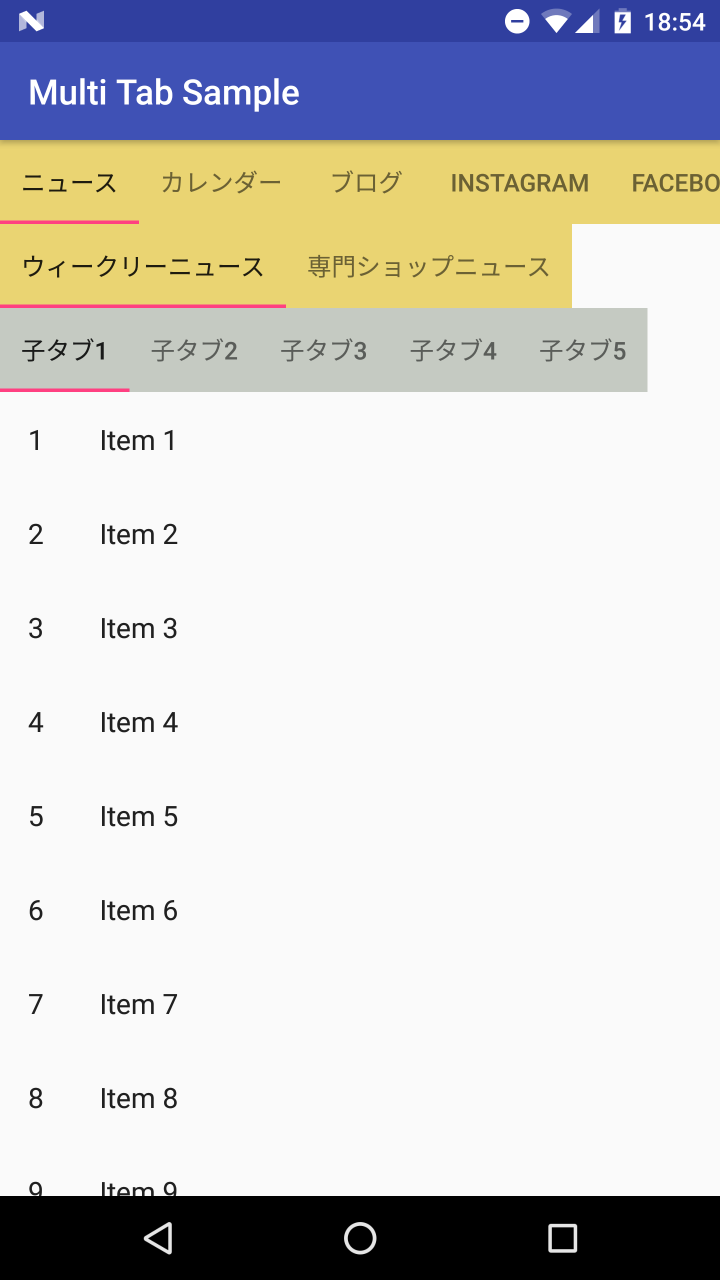 18:54
Multi Tab Sample
ニュース カレンダー ブログ INSTAGRAM FACEBO
ウィークリーニュース 専門ショップニュース
子タブ1 子タブ2 子タブ3 子タブ4 子タブ5
1 Item 1
2 Item 2
3 Item 3
4 Item 4
5 Item 5
6 Item 6
7 Item 7
8 Item 8
9 Item 9